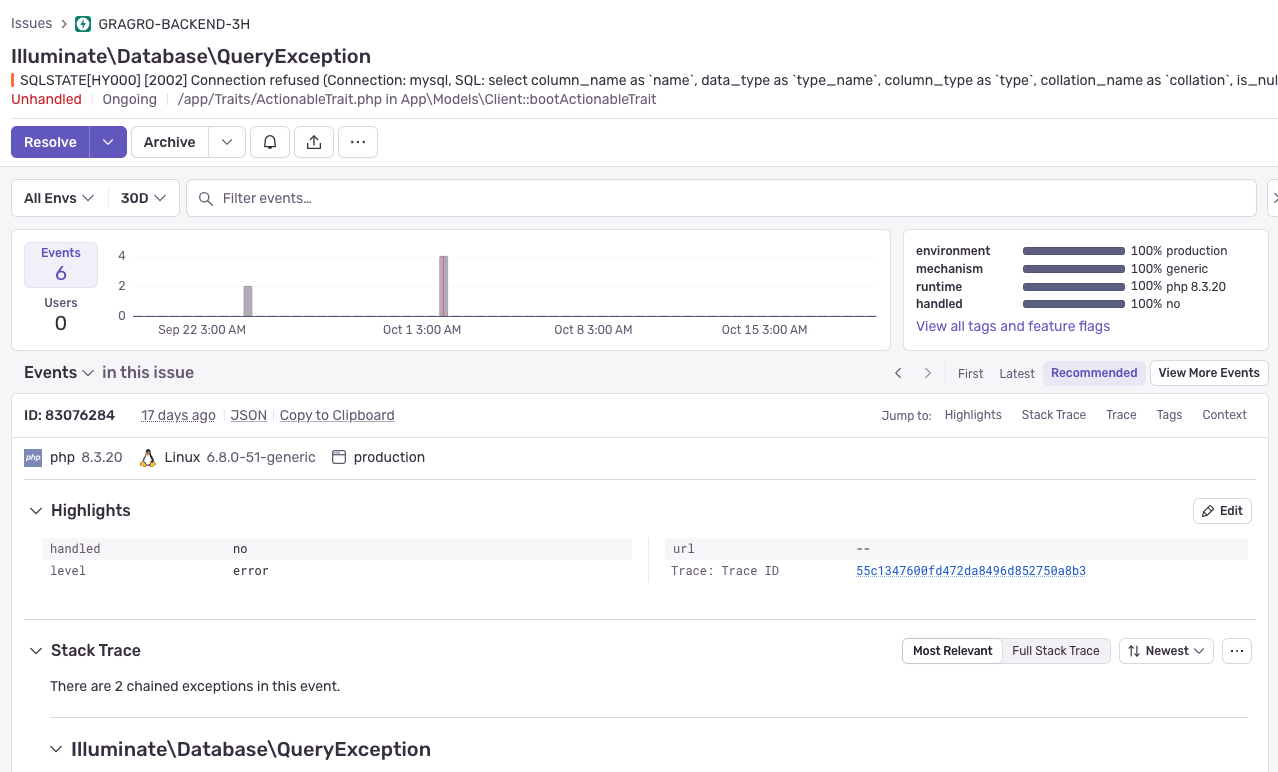 Issues > GRAGRO-BACKEND-3H
Illuminate\Database\QueryException
SQLSTATE[HY000] [2002] Connection refused (Connection: mysql, SQL: select column_name as `name`, data_type as `type_name`, column_type as `type`, collation_name as `collation`, is_nul
Unhandled Ongoing /app/Traits/ActionableTrait.php in App\Models\Client::bootActionableTrait
Resolve Archive
All Envs 30D Filter events…
Events
6
Users
0
4
2
0
Sep 22 3:00 AM Oct 1 3:00 AM Oct 8 3:00 AM Oct 15 3:00 AM
environment 100% production
mechanism 100% generic
runtime 100% php 8.3.20
handled 100% no
View all tags and feature flags
Events in this issue First Latest Recommended View More Events
ID: 83076284 17 days ago JSON Copy to Clipboard Jump to: Highlights Stack Trace Trace Tags Context
php php 8.3.20 Linux 6.8.0-51-generic production
Highlights Edit
handled no url --
level error Trace: Trace ID 55c1347600fd472da8496d852750a8b3
Stack Trace Most Relevant Full Stack Trace Newest
There are 2 chained exceptions in this event.
Illuminate\Database\QueryException